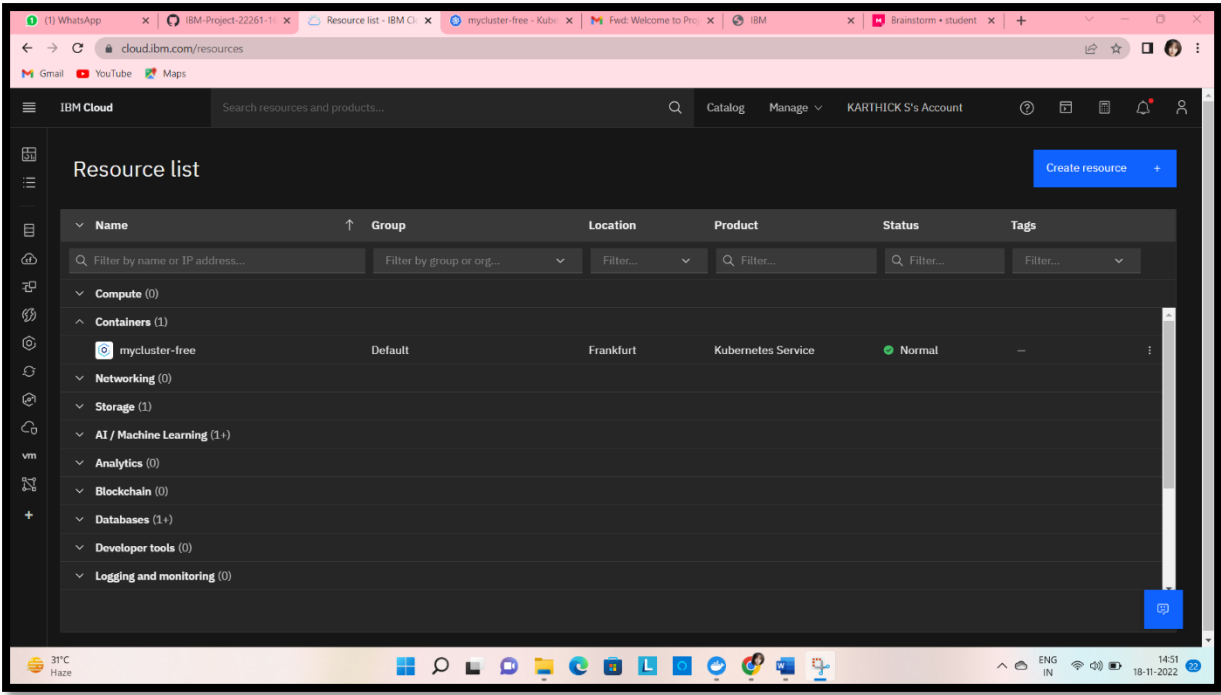 (1) WhatsApp IBM-Project-22261-16 Resource list - IBM Clo mycluster-free - Kube Fwd: Welcome to Proj IBM Brainstorm • student
cloud.ibm.com/resources
Gmail YouTube Maps
IBM Cloud Search resources and products... Catalog Manage KARTHICK S's Account
Resource list Create resource +
Name Group Location Product Status Tags
Filter by name or IP address... Filter by group or org... Filter... Filter... Filter... Filter...
Compute (0)
Containers (1)
mycluster-free Default Frankfurt Kubernetes Service Normal –
Networking (0)
Storage (1)
AI / Machine Learning (1+)
vm
Analytics (0)
Blockchain (0)
Databases (1+)
Developer tools (0)
Logging and monitoring (0)
31°C
Haze
ENG
IN
14:51
18-11-2022
22